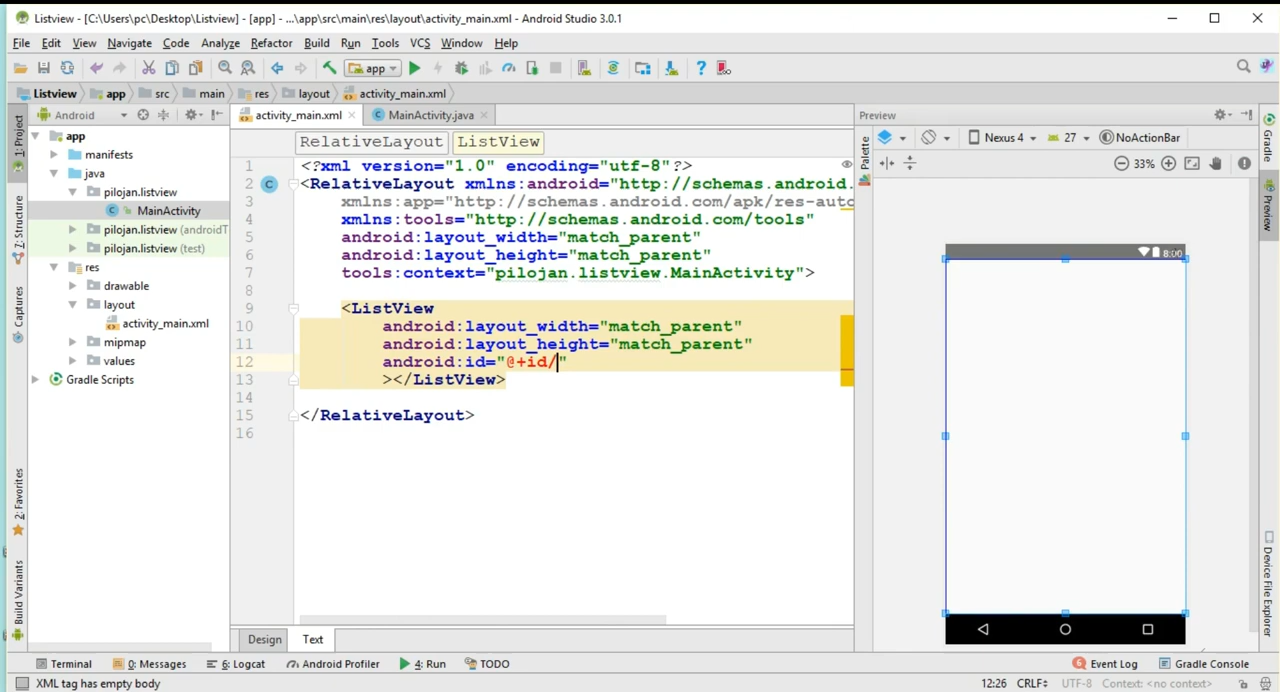 Listview - [C:\Users\pc\Desktop\Listview] - [app] - ...\app\src\main\res\layout\activity_main.xml - Android Studio 3.0.1
File Edit View Navigate Code Analyze Refactor Build Run Tools VCS Window Help
app
Listview app src main res layout activity_main.xml
1: Project
7: Structure
Captures
2: Favorites
Build Variants
Android
app
manifests
java
pilojan.listview
MainActivity
pilojan.listview (androidT
pilojan.listview (test)
res
drawable
layout
activity_main.xml
mipmap
values
Gradle Scripts
activity_main.xml MainActivity.java
RelativeLayout ListView
1 <?xml version="1.0" encoding="utf-8"?>
2 <RelativeLayout xmlns:android="http://schemas.android.
3 xmlns:app="http://schemas.android.com/apk/res-auto
4 xmlns:tools="http://schemas.android.com/tools"
5 android:layout_width="match_parent"
6 android:layout_height="match_parent"
7 tools:context="pilojan.listview.MainActivity">
8
9 <ListView
10 android:layout_width="match_parent"
11 android:layout_height="match_parent"
12 android:id="@+id/"
13 ></ListView>
14
15 </RelativeLayout>
16
Design Text
Preview
Palette
Nexus 4 27 NoActionBar
33%
8:00
Gradle
Preview
Device File Explorer
Terminal 0: Messages 6: Logcat Android Profiler 4: Run TODO 6 Event Log Gradle Console
XML tag has empty body 12:26 CRLF UTF-8 Context: <no context>